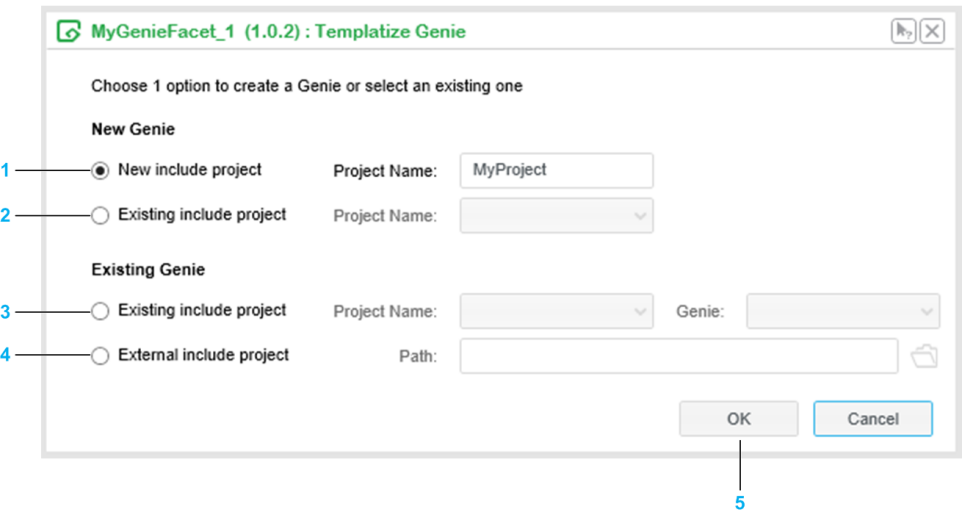 MyGenieFacet_1 (1.0.2) : Templatize Genie
Choose 1 option to create a Genie or select an existing one
New Genie
1 New include project Project Name: MyProject
2 Existing include project Project Name:
Existing Genie
3 Existing include project Project Name: Genie:
4 External include project Path:
OK Cancel
5